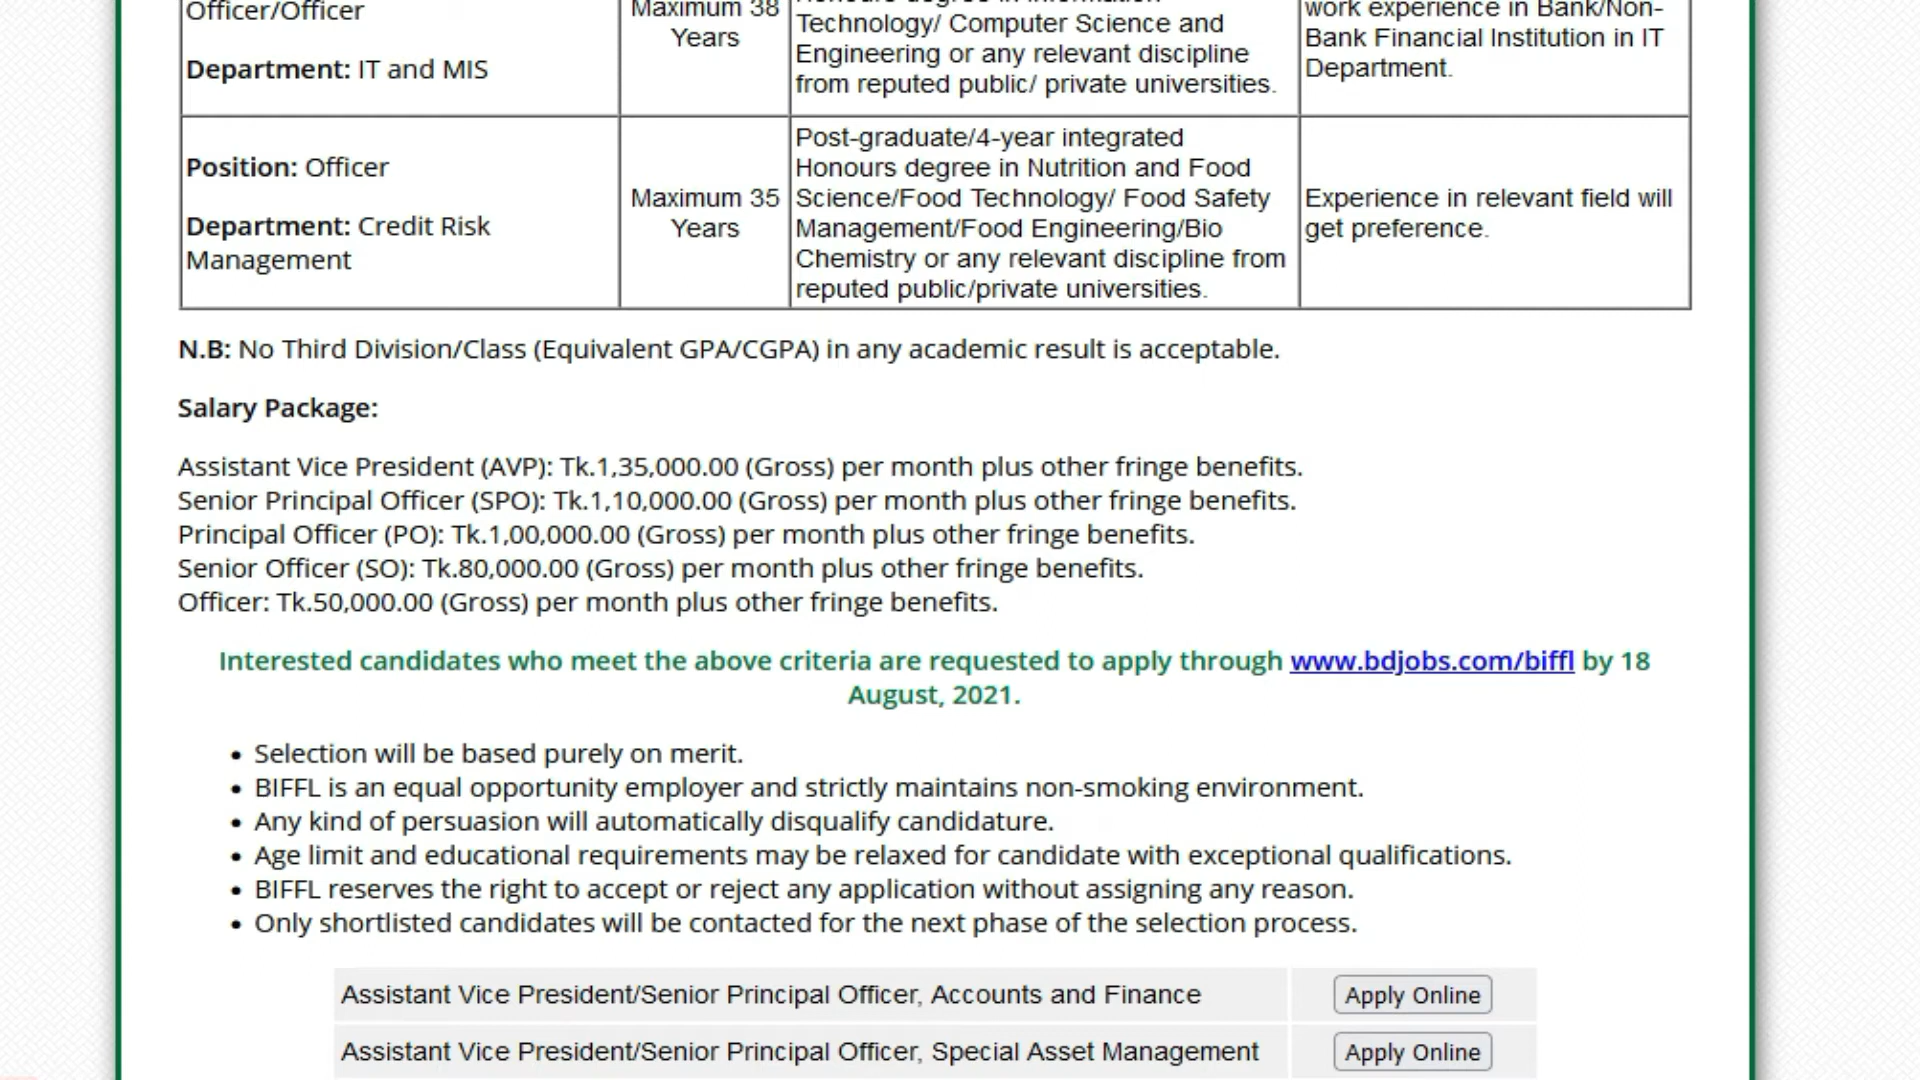 Officer/Officer
Department: IT and MIS
Maximum 38
Years
Technology/ Computer Science and
Engineering or any relevant discipline
from reputed public/ private universities.
work experience in Bank/Non-
Bank Financial Institution in IT
Department.
Position: Officer
Department: Credit Risk
Management
Maximum 35
Years
Post-graduate/4-year integrated
Honours degree in Nutrition and Food
Science/Food Technology/ Food Safety
Management/Food Engineering/Bio
Chemistry or any relevant discipline from
reputed public/private universities.
Experience in relevant field will
get preference.
N.B: No Third Division/Class (Equivalent GPA/CGPA) in any academic result is acceptable.
Salary Package:
Assistant Vice President (AVP): Tk.1,35,000.00 (Gross) per month plus other fringe benefits.
Senior Principal Officer (SPO): Tk.1,10,000.00 (Gross) per month plus other fringe benefits.
Principal Officer (PO): Tk.1,00,000.00 (Gross) per month plus other fringe benefits.
Senior Officer (SO): Tk.80,000.00 (Gross) per month plus other fringe benefits.
Officer: Tk.50,000.00 (Gross) per month plus other fringe benefits.
Interested candidates who meet the above criteria are requested to apply through www.bdjobs.com/biffl by 18
August, 2021.
• Selection will be based purely on merit.
• BIFFL is an equal opportunity employer and strictly maintains non-smoking environment.
• Any kind of persuasion will automatically disqualify candidature.
• Age limit and educational requirements may be relaxed for candidate with exceptional qualifications.
• BIFFL reserves the right to accept or reject any application without assigning any reason.
• Only shortlisted candidates will be contacted for the next phase of the selection process.
Assistant Vice President/Senior Principal Officer, Accounts and Finance
Apply Online
Assistant Vice President/Senior Principal Officer, Special Asset Management
Apply Online